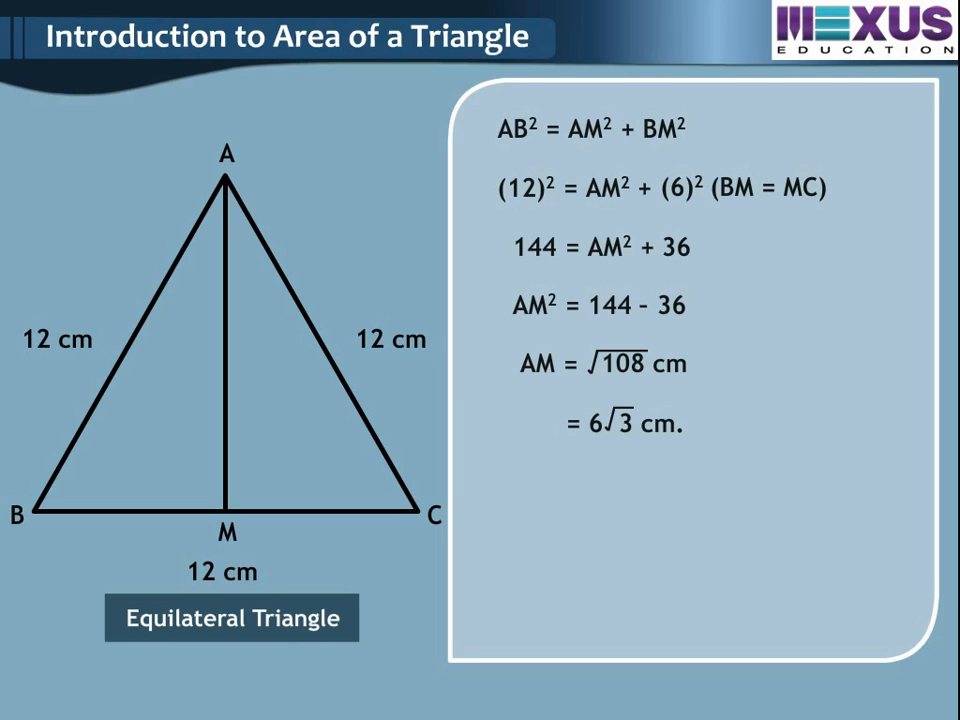 Introduction to Area of a Triangle
MEXUS
EDUCATION
A
12 cm
12 cm
B
M
C
12 cm
Equilateral Triangle
AB² = AM² + BM²
(12)² = AM² + (6)² (BM = MC)
144 = AM² + 36
AM² = 144 – 36
AM = √108 cm
= 6√3 cm.